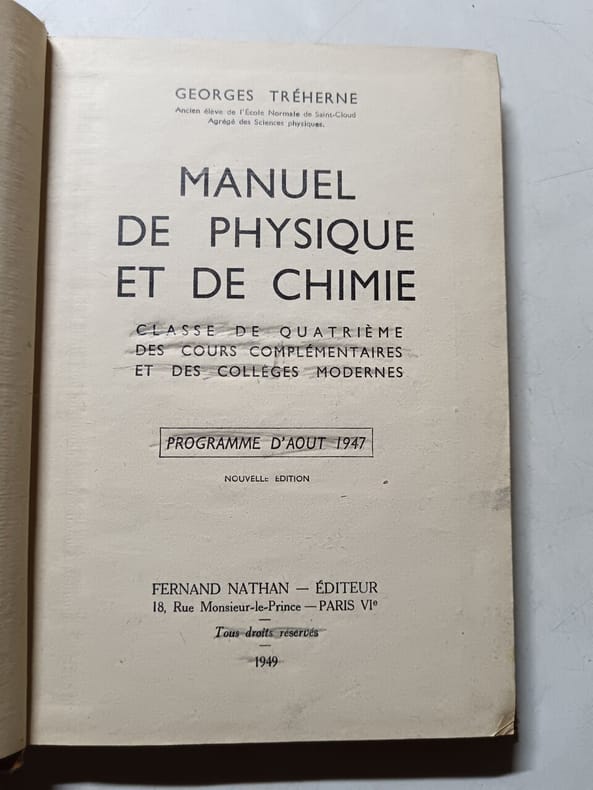 GEORGES TRÉHERNE
Ancien élève de l'École Normale de Saint-Cloud
Agrégé des Sciences physiques.
MANUEL
DE PHYSIQUE
ET DE CHIMIE
CLASSE DE QUATRIÈME
DES COURS COMPLÉMENTAIRES
ET DES COLLÈGES MODERNES
PROGRAMME D'AOUT 1947
NOUVELLE ÉDITION
FERNAND NATHAN — ÉDITEUR
18, Rue Monsieur-le-Prince — PARIS VIe
Tous droits réservés
1949